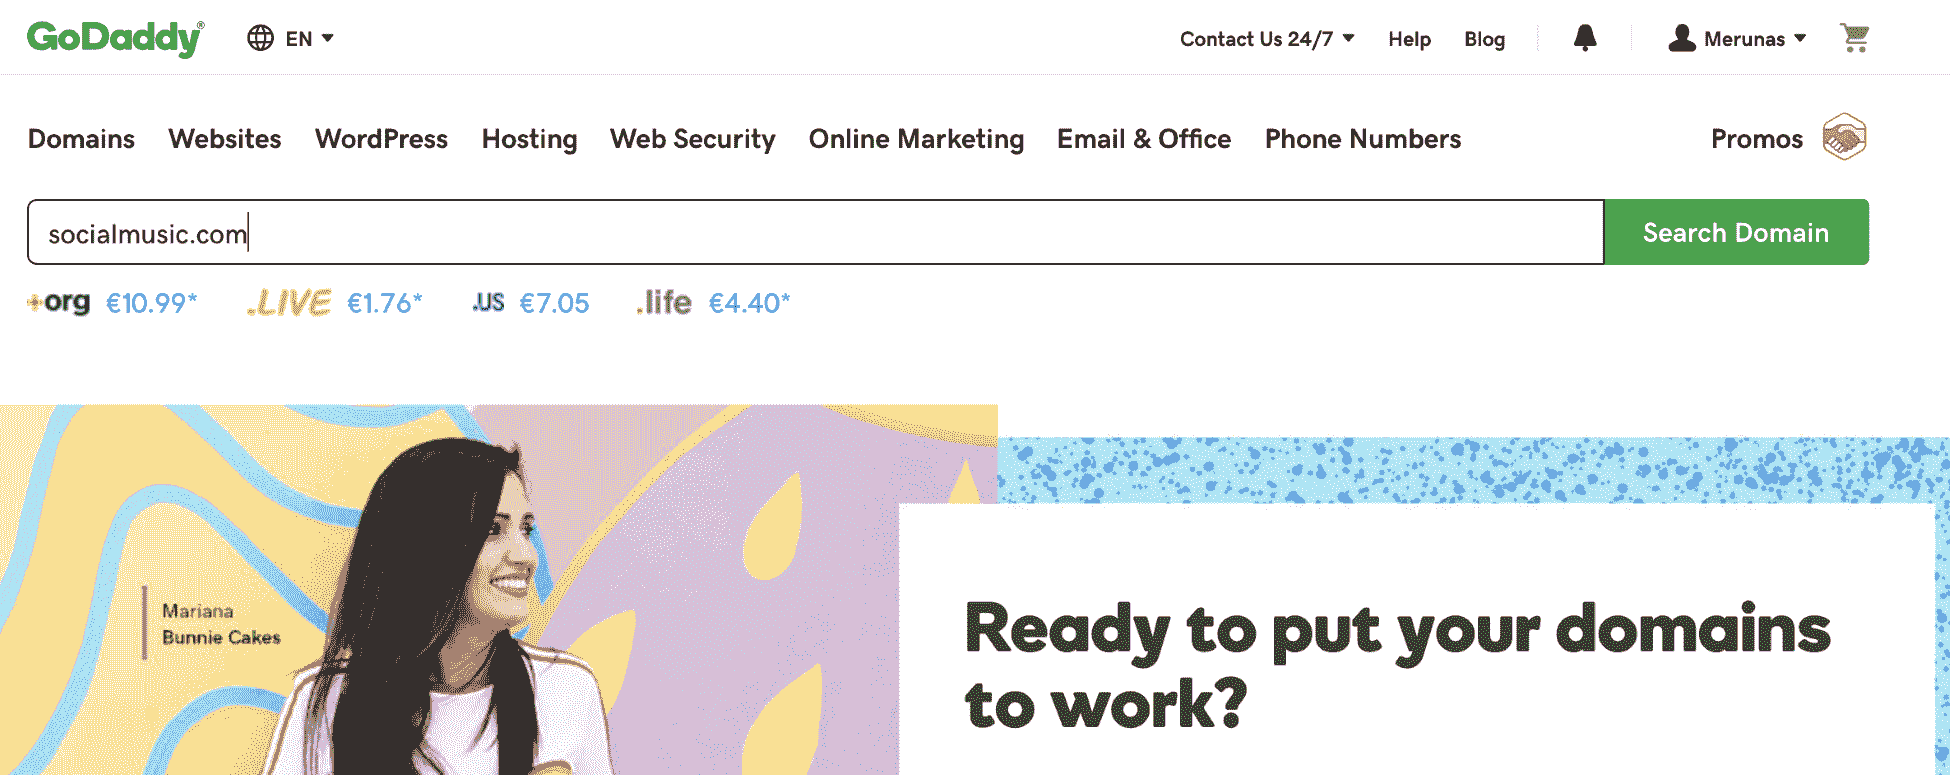 GoDaddy® EN Contact Us 24/7 Help Blog Merunas
Domains Websites WordPress Hosting Web Security Online Marketing Email & Office Phone Numbers Promos
socialmusic.com Search Domain
.org €10.99* .LIVE €1.76* .US €7.05 .life €4.40*
Mariana
Bunnie Cakes
Ready to put your domains
to work?